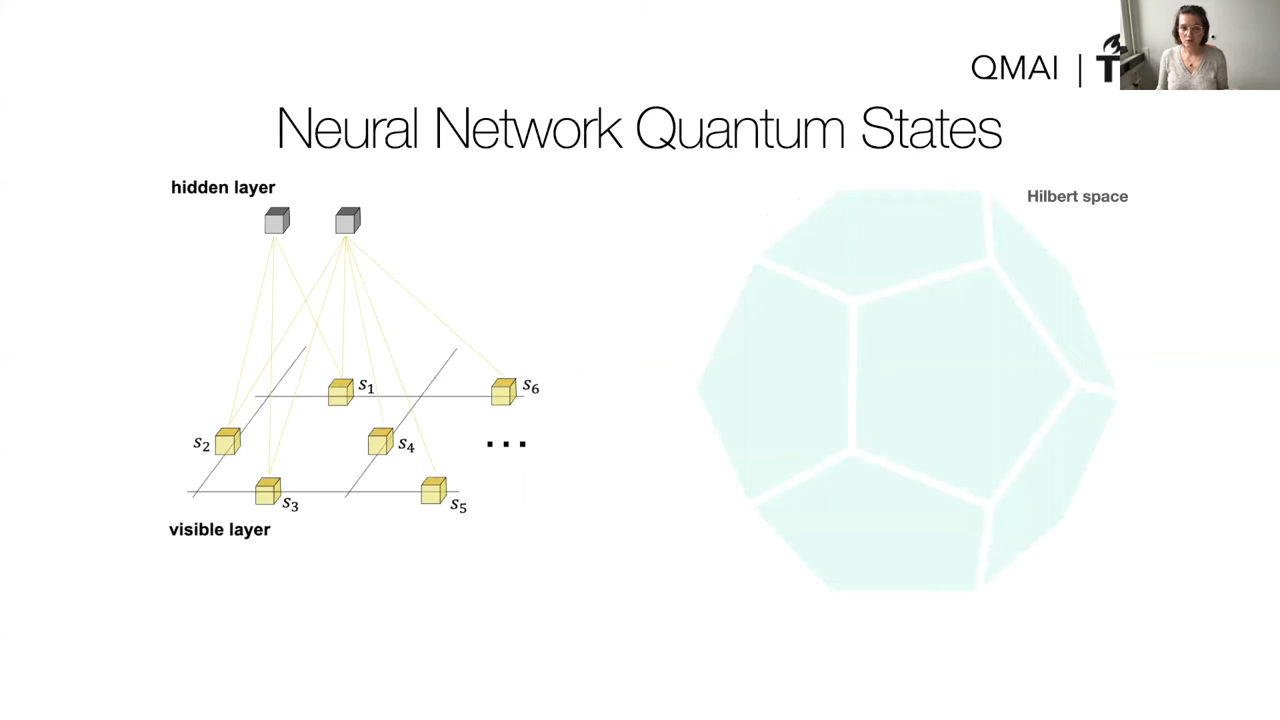 QMAI | T
Neural Network Quantum States
hidden layer
Hilbert space
s1
s6
s2
s4
...
s3
s5
visible layer